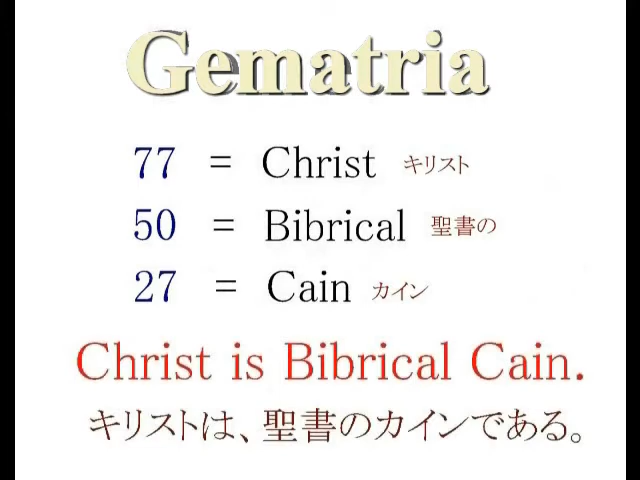 Gematria
77 = Christ キリスト
50 = Bibrical 聖書の
27 = Cain カイン
Christ is Bibrical Cain.
キリストは、聖書のカインである。